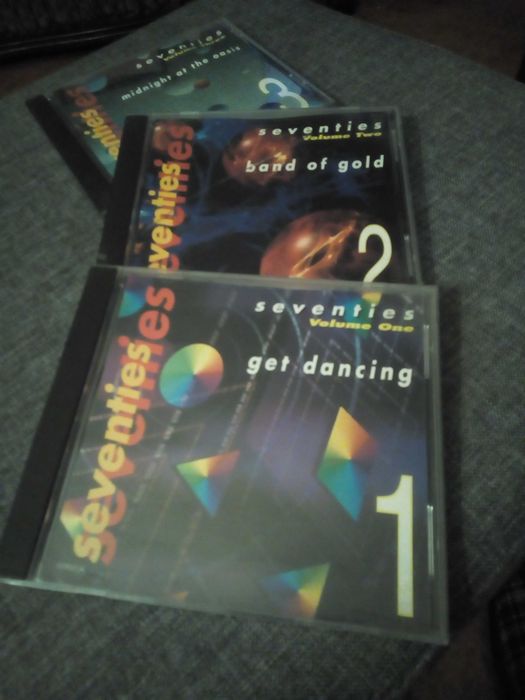 seventies
Volume Three
midnight at the oasis
3
seventies
Volume Two
band of gold
2
seventies
seventies
seventies
Volume One
get dancing
1
seventies
seventies